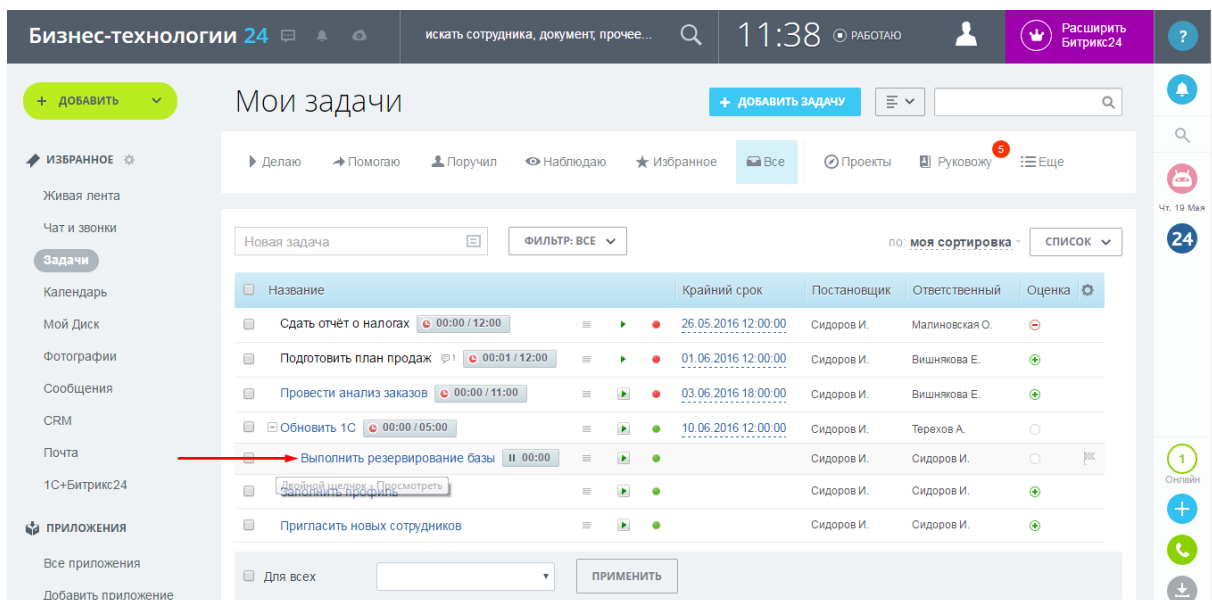 Бизнес-технологии 24
искать сотрудника, документ, прочее...
11:38 РАБОТАЮ
Расширить
Битрикс24
?
+ ДОБАВИТЬ
Мои задачи
+ ДОБАВИТЬ ЗАДАЧУ
ИЗБРАННОЕ
Делаю Помогаю Поручил Наблюдаю Избранное Все Проекты Руковожу 5 Еще
Живая лента
Чат и звонки
Задачи
Календарь
Мой Диск
Фотографии
Сообщения
CRM
Почта
1С+Битрикс24
ПРИЛОЖЕНИЯ
Все приложения
Добавить приложение
Новая задача
ФИЛЬТР: ВСЕ
по: моя сортировка
СПИСОК
Название Крайний срок Постановщик Ответственный Оценка
Сдать отчёт о налогах 00:00 / 12:00 26.05.2016 12:00:00 Сидоров И. Малиновская О.
Подготовить план продаж 1 00:01 / 12:00 01.06.2016 12:00:00 Сидоров И. Вишнякова Е.
Провести анализ заказов 00:00 / 11:00 03.06.2016 18:00:00 Сидоров И. Вишнякова Е.
Обновить 1С 00:00 / 05:00 10.06.2016 12:00:00 Сидоров И. Терехов А.
Выполнить резервирование базы 00:00 Сидоров И. Сидоров И.
Двойной щелчок - Просмотреть
Заполнить профиль Сидоров И. Сидоров И.
Пригласить новых сотрудников Сидоров И. Сидоров И.
Для всех
ПРИМЕНИТЬ
Чт, 19 Мая
24
1
Онлайн